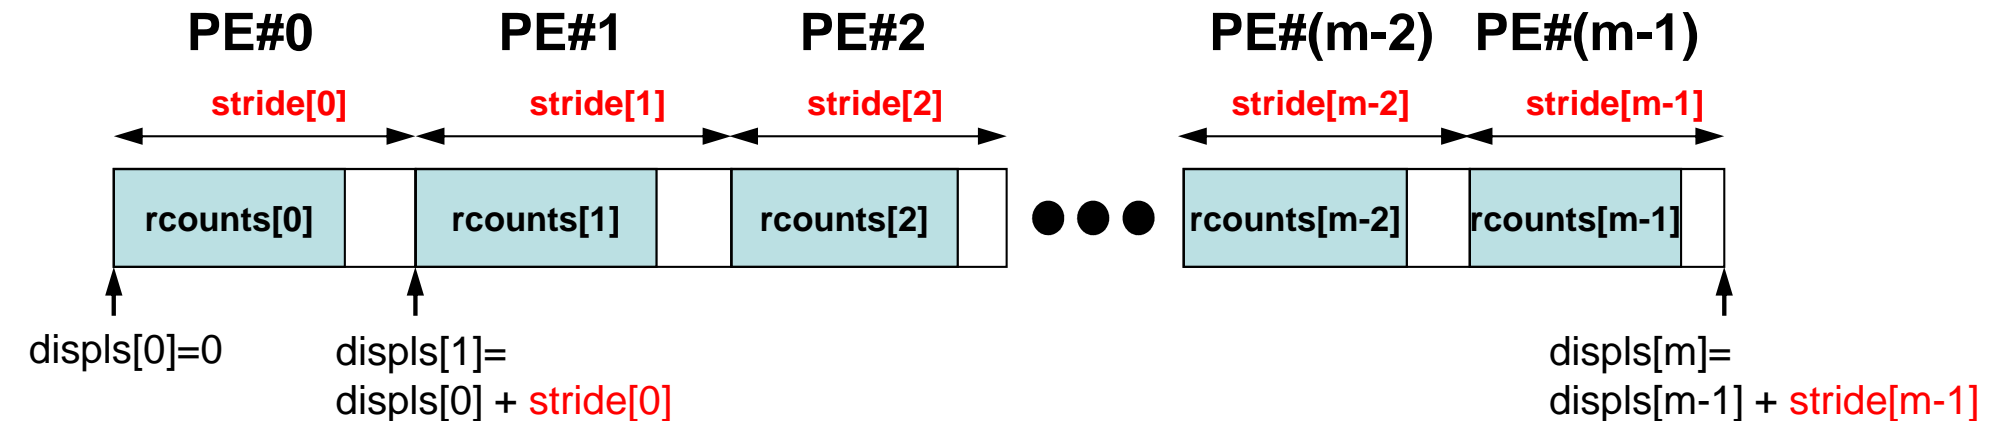 PE#0 PE#1 PE#2 PE#(m-2) PE#(m-1)
stride[0] stride[1] stride[2] stride[m-2] stride[m-1]
rcounts[0] rcounts[1] rcounts[2] rcounts[m-2] rcounts[m-1]
displs[0]=0 displs[1]= displs[m]=
displs[0] + stride[0] displs[m-1] + stride[m-1]